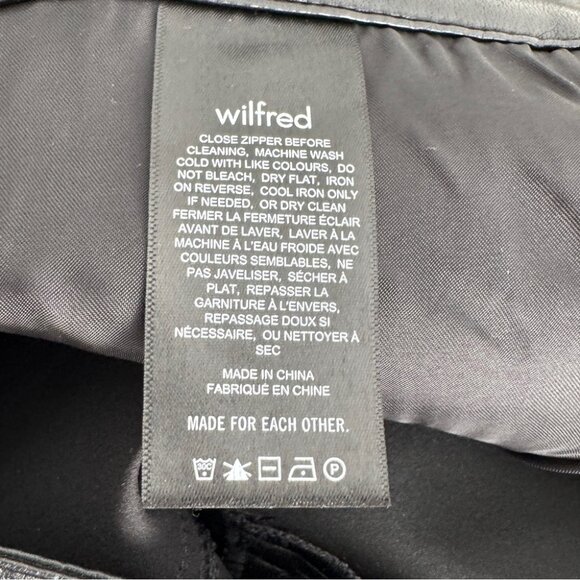 wilfred
CLOSE ZIPPER BEFORE
CLEANING, MACHINE WASH
COLD WITH LIKE COLOURS, DO
NOT BLEACH, DRY FLAT, IRON
ON REVERSE, COOL IRON ONLY
IF NEEDED, OR DRY CLEAN
FERMER LA FERMETURE ÉCLAIR
AVANT DE LAVER, LAVER À LA
MACHINE À L'EAU FROIDE AVEC
COULEURS SEMBLABLES, NE
PAS JAVELISER, SÉCHER À
PLAT, REPASSER LA
GARNITURE À L'ENVERS,
REPASSAGE DOUX SI
NÉCESSAIRE, OU NETTOYER À
SEC
MADE IN CHINA
FABRIQUÉ EN CHINE
MADE FOR EACH OTHER.
30C P